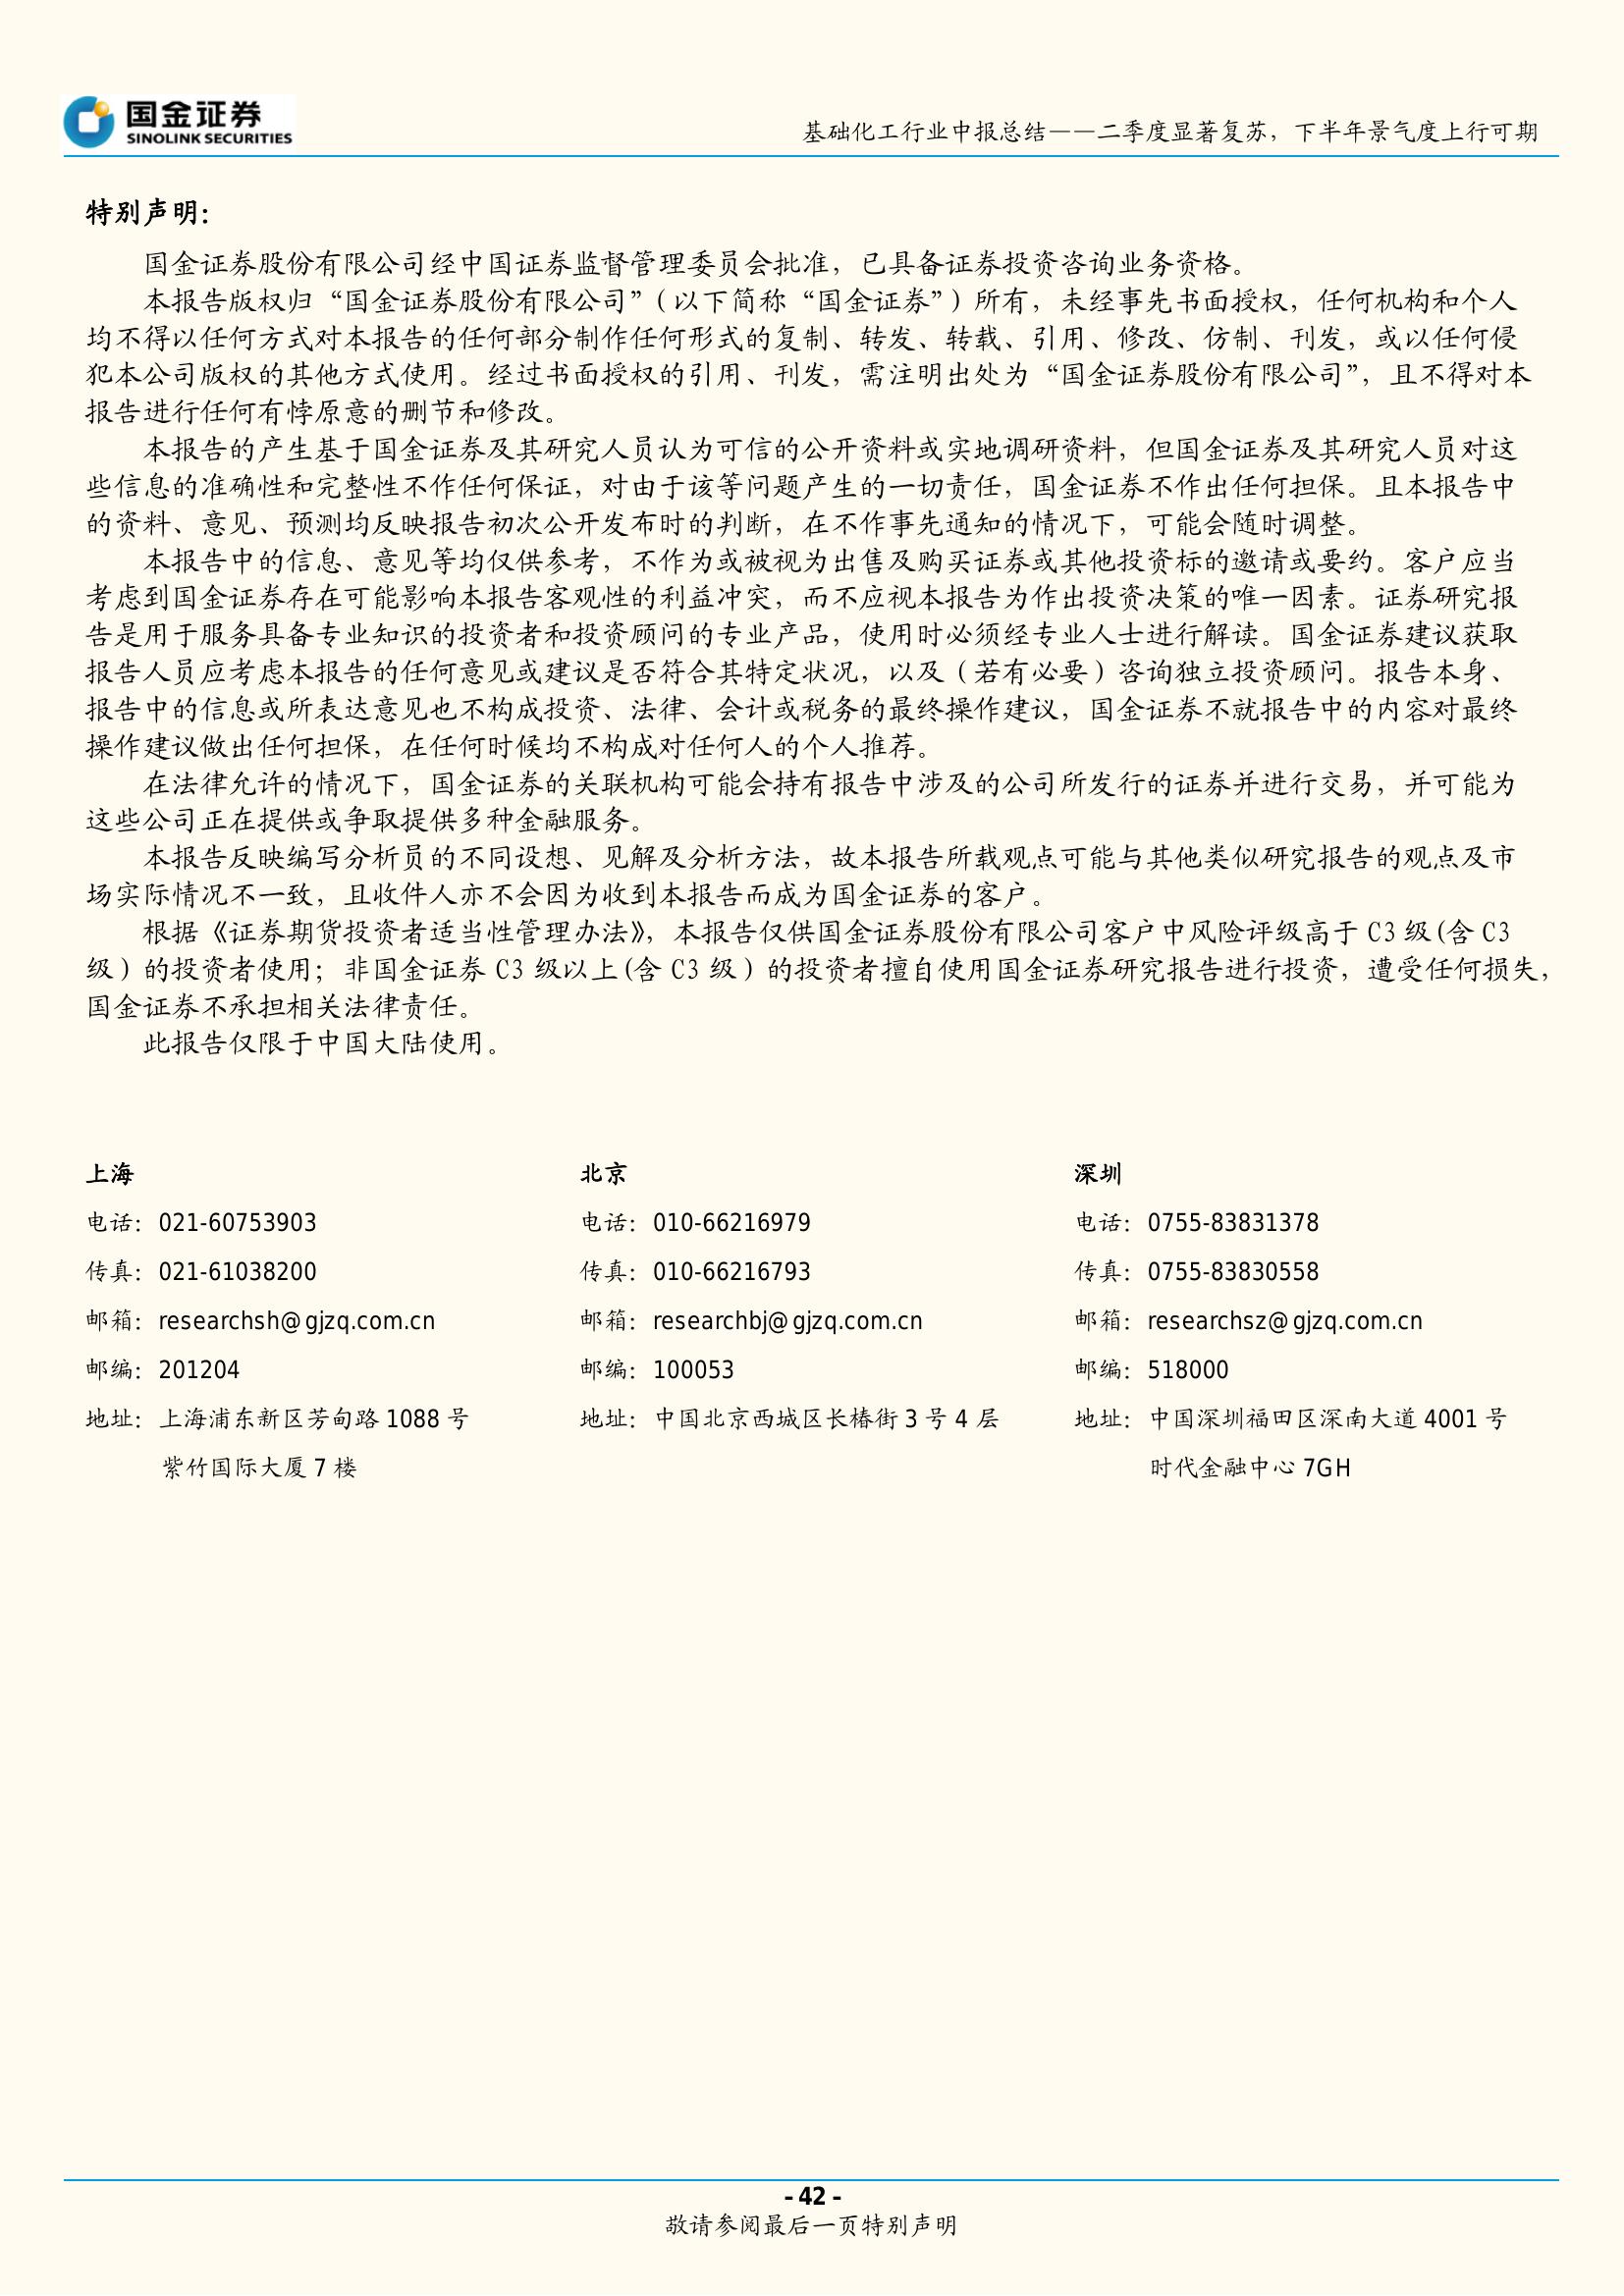 国金证券
SINOLINK SECURITIES
基础化工行业中报总结——二季度显著复苏，下半年景气度上行可期
特别声明：
国金证券股份有限公司经中国证券监督管理委员会批准，已具备证券投资咨询业务资格。
本报告版权归“国金证券股份有限公司”（以下简称“国金证券”）所有，未经事先书面授权，任何机构和个人
均不得以任何方式对本报告的任何部分制作任何形式的复制、转发、转载、引用、修改、仿制、刊发，或以任何侵
犯本公司版权的其他方式使用。经过书面授权的引用、刊发，需注明出处为“国金证券股份有限公司”，且不得对本
报告进行任何有悖原意的删节和修改。
本报告的产生基于国金证券及其研究人员认为可信的公开资料或实地调研资料，但国金证券及其研究人员对这
些信息的准确性和完整性不作任何保证，对由于该等问题产生的一切责任，国金证券不作出任何担保。且本报告中
的资料、意见、预测均反映报告初次公开发布时的判断，在不作事先通知的情况下，可能会随时调整。
本报告中的信息、意见等均仅供参考，不作为或被视为出售及购买证券或其他投资标的邀请或要约。客户应当
考虑到国金证券存在可能影响本报告客观性的利益冲突，而不应视本报告为作出投资决策的唯一因素。证券研究报
告是用于服务具备专业知识的投资者和投资顾问的专业产品，使用时必须经专业人士进行解读。国金证券建议获取
报告人员应考虑本报告的任何意见或建议是否符合其特定状况，以及（若有必要）咨询独立投资顾问。报告本身、
报告中的信息或所表达意见也不构成投资、法律、会计或税务的最终操作建议，国金证券不就报告中的内容对最终
操作建议做出任何担保，在任何时候均不构成对任何人的个人推荐。
在法律允许的情况下，国金证券的关联机构可能会持有报告中涉及的公司所发行的证券并进行交易，并可能为
这些公司正在提供或争取提供多种金融服务。
本报告反映编写分析员的不同设想、见解及分析方法，故本报告所载观点可能与其他类似研究报告的观点及市
场实际情况不一致，且收件人亦不会因为收到本报告而成为国金证券的客户。
根据《证券期货投资者适当性管理办法》，本报告仅供国金证券股份有限公司客户中风险评级高于 C3 级(含 C3
级）的投资者使用；非国金证券 C3 级以上(含 C3 级）的投资者擅自使用国金证券研究报告进行投资，遭受任何损失，
国金证券不承担相关法律责任。
此报告仅限于中国大陆使用。
上海
电话：021-60753903
传真：021-61038200
邮箱：researchsh@gjzq.com.cn
邮编：201204
地址：上海浦东新区芳甸路 1088 号
紫竹国际大厦 7 楼
北京
电话：010-66216979
传真：010-66216793
邮箱：researchbj@gjzq.com.cn
邮编：100053
地址：中国北京西城区长椿街 3 号 4 层
深圳
电话：0755-83831378
传真：0755-83830558
邮箱：researchsz@gjzq.com.cn
邮编：518000
地址：中国深圳福田区深南大道 4001 号
时代金融中心 7GH
- 42 -
敬请参阅最后一页特别声明